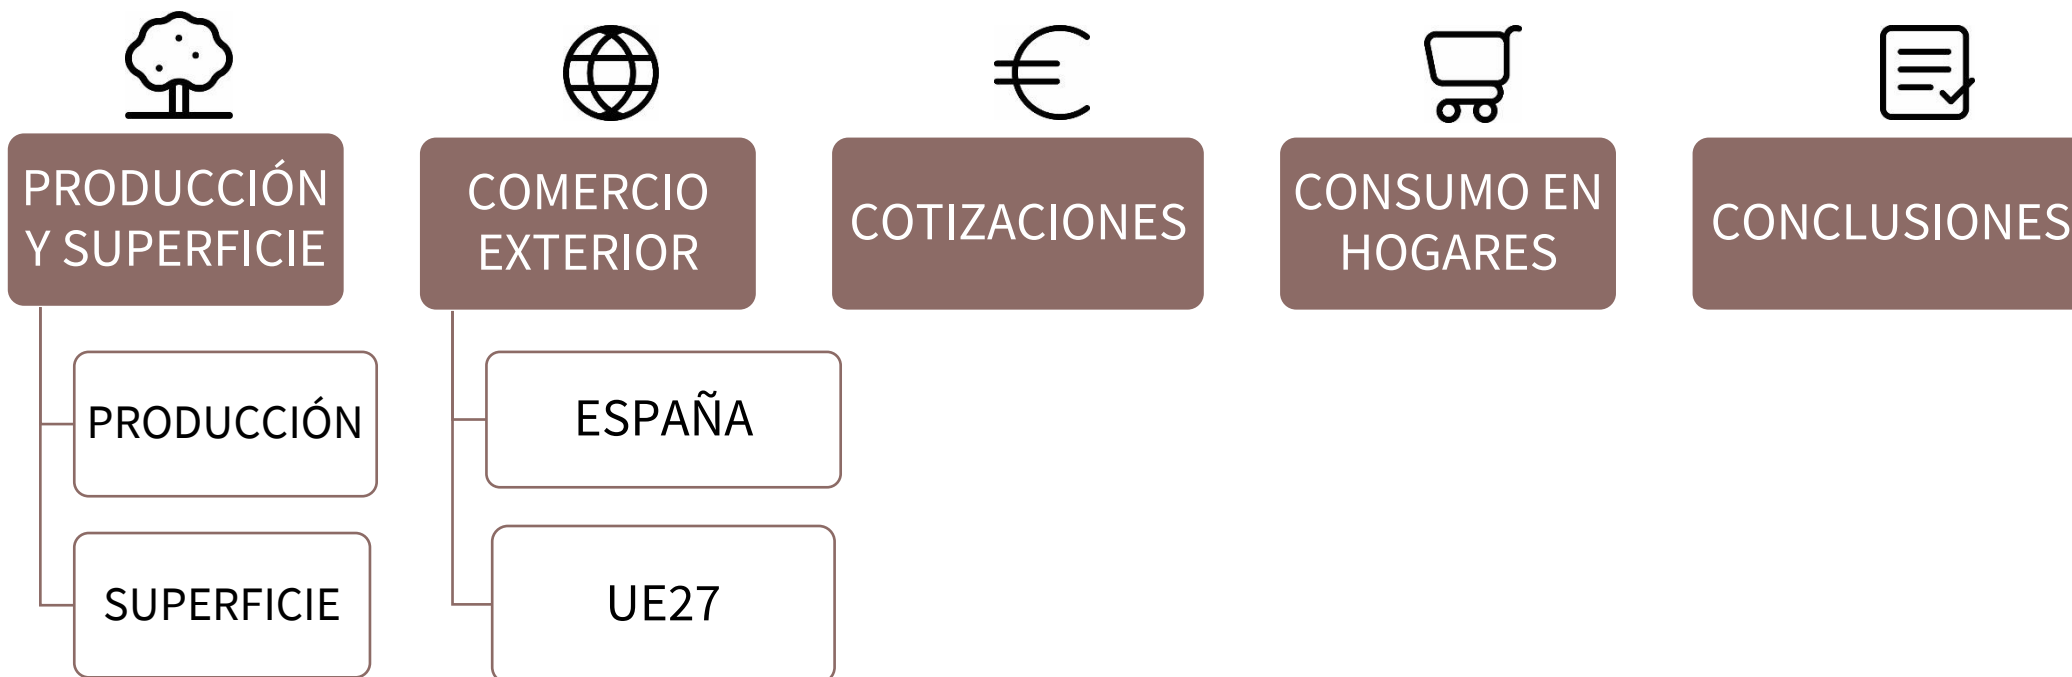 PRODUCCIÓN
Y SUPERFICIE
PRODUCCIÓN
SUPERFICIE
COMERCIO
EXTERIOR
ESPAÑA
UE27
COTIZACIONES
CONSUMO EN
HOGARES
CONCLUSIONES